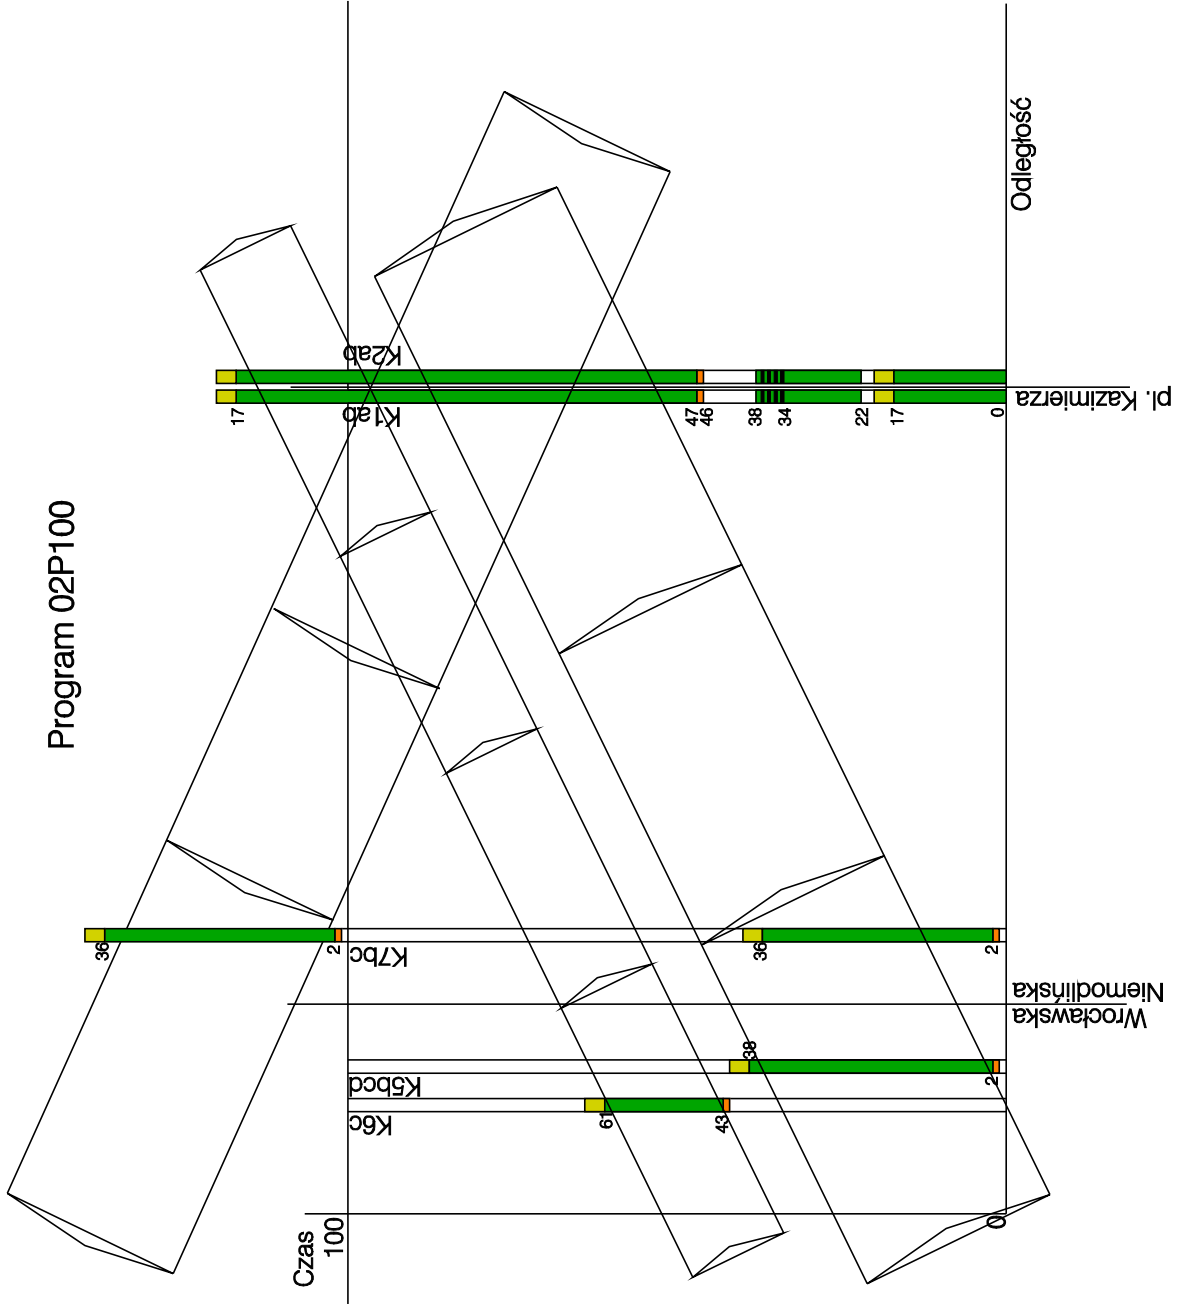 Program 02P100
Czas
100
0
Odległość
K2ab
K1ab
17
47
46
38
34
22
17
0
pl. Kazimierza
36
2
K7bc
36
2
Niemodlińska
Wrocławska
38
K5bcd
2
61
43
K6c